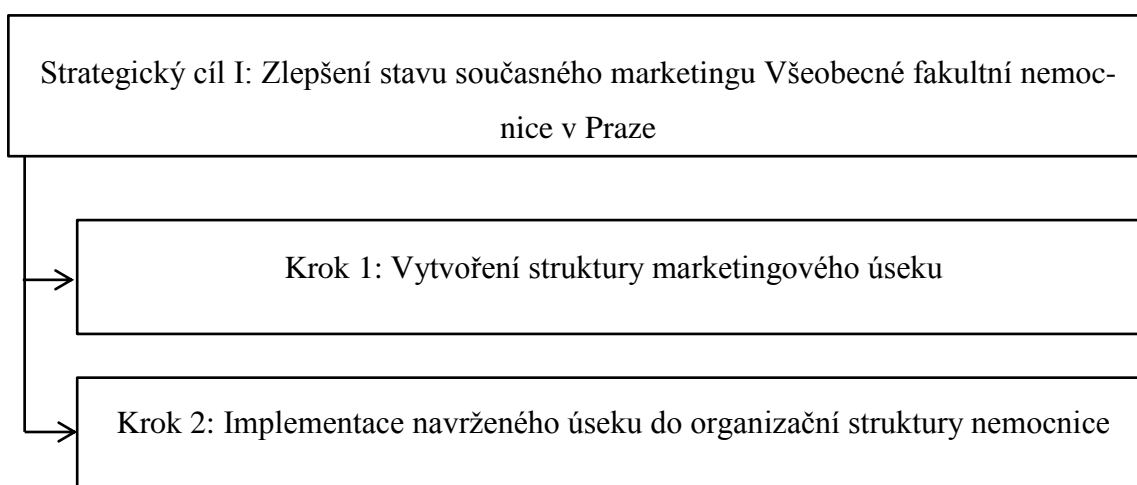 Strategický cíl I: Zlepšení stavu současného marketingu Všeobecné fakultní nemoc-
nice v Praze
Krok 1: Vytvoření struktury marketingového úseku
Krok 2: Implementace navrženého úseku do organizační struktury nemocnice